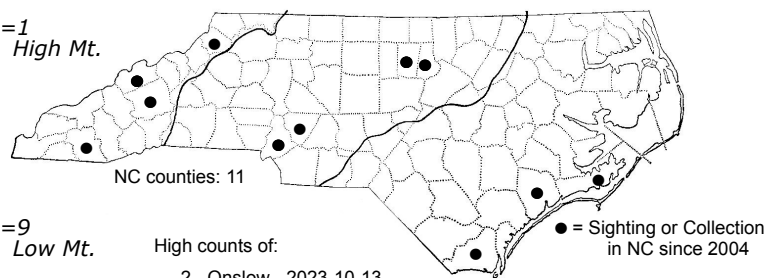 =1
High Mt.
NC counties: 11
=9
Low Mt.
High counts of:
2 - Onslow - 2023-10-13
● = Sighting or Collection
in NC since 2004